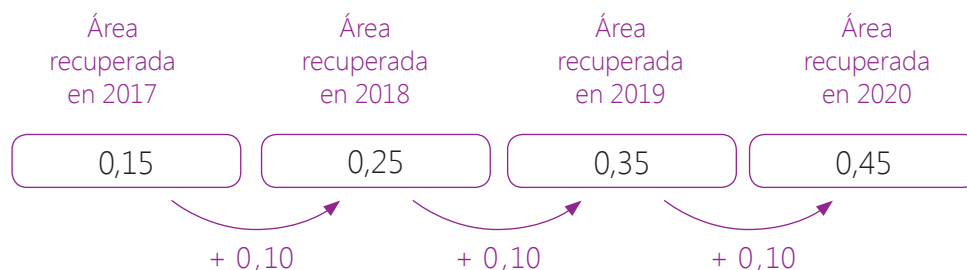 Área
recuperada
en 2017
Área
recuperada
en 2018
Área
recuperada
en 2019
Área
recuperada
en 2020
0,15
0,25
0,35
0,45
+ 0,10
+ 0,10
+ 0,10